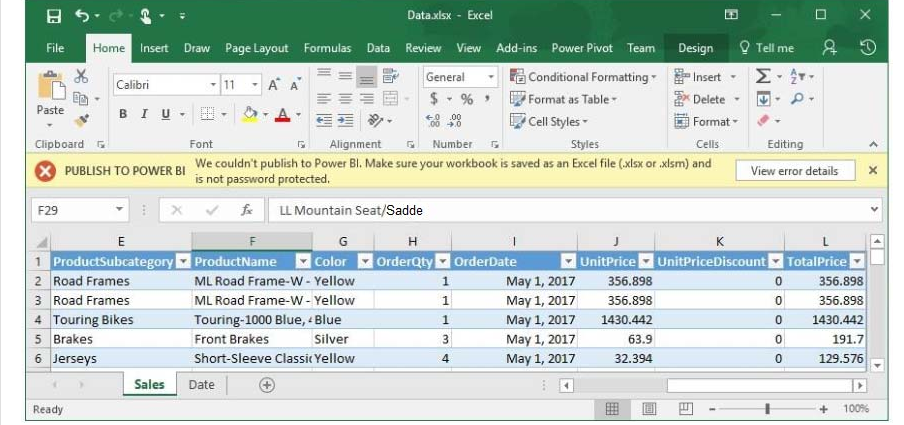 Data.xlsx - Excel
File Home Insert Draw Page Layout Formulas Data Review View Add-ins Power Pivot Team Design Tell me
Paste
Calibri 11 A A
B I U A
General
$ % ,
.00 .00
Conditional Formatting
Format as Table
Cell Styles
Insert
Delete
Format
Clipboard Font Alignment Number Styles Cells Editing
PUBLISH TO POWER BI We couldn't publish to Power BI. Make sure your workbook is saved as an Excel file (.xlsx or .xlsm) and
is not password protected.
View error details
F29 fx LL Mountain Seat/Sadde
E F G H I J K L
1 ProductSubcategory ProductName Color OrderQty OrderDate UnitPrice UnitPriceDiscount TotalPrice
2 Road Frames ML Road Frame-W - Yellow 1 May 1, 2017 356.898 0 356.898
3 Road Frames ML Road Frame-W - Yellow 1 May 1, 2017 356.898 0 356.898
4 Touring Bikes Touring-1000 Blue, Blue 1 May 1, 2017 1430.442 0 1430.442
5 Brakes Front Brakes Silver 3 May 1, 2017 63.9 0 191.7
6 Jerseys Short-Sleeve Classic Yellow 4 May 1, 2017 32.394 0 129.576
Sales Date
Ready 100%